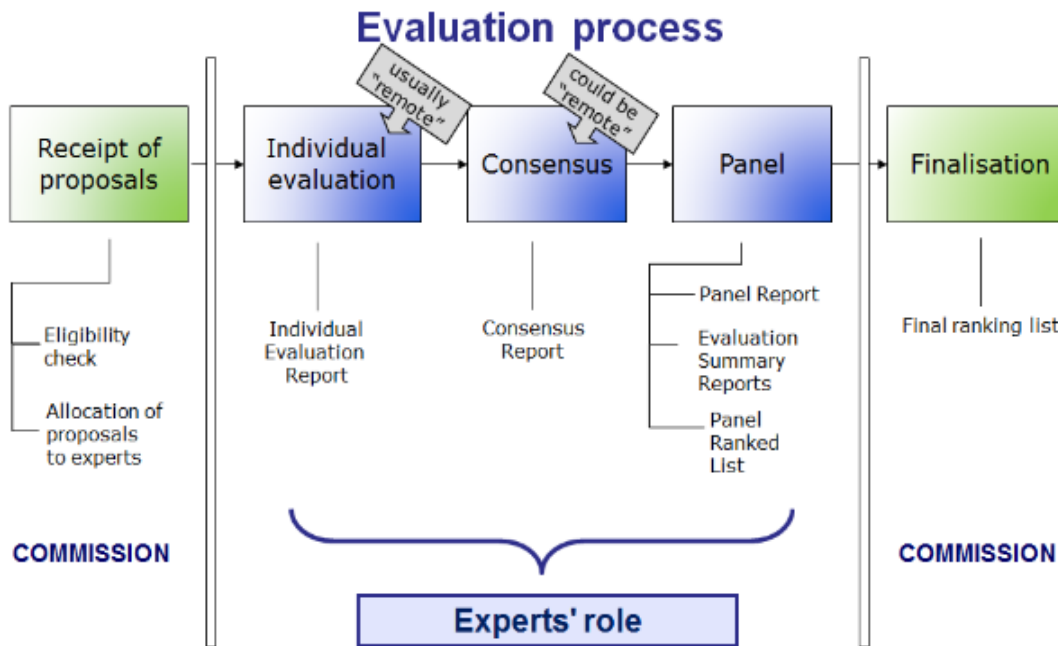 Evaluation process
usually
"remote"
could be
"remote"
Receipt of
proposals
Individual
evaluation
Consensus
Panel
Finalisation
Eligibility
check
Allocation of
proposals
to experts
Individual
Evaluation
Report
Consensus
Report
Panel Report
Evaluation
Summary
Reports
Panel
Ranked
List
Final ranking list
COMMISSION
Experts' role
COMMISSION